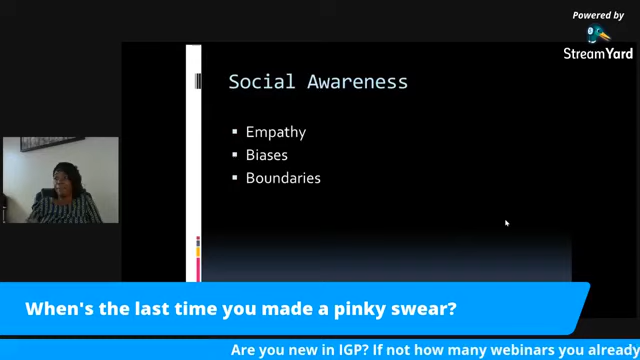 Powered by
StreamYard
Social Awareness
Empathy
Biases
Boundaries
When's the last time you made a pinky swear?
Are you new in IGP? If not how many webinars you already